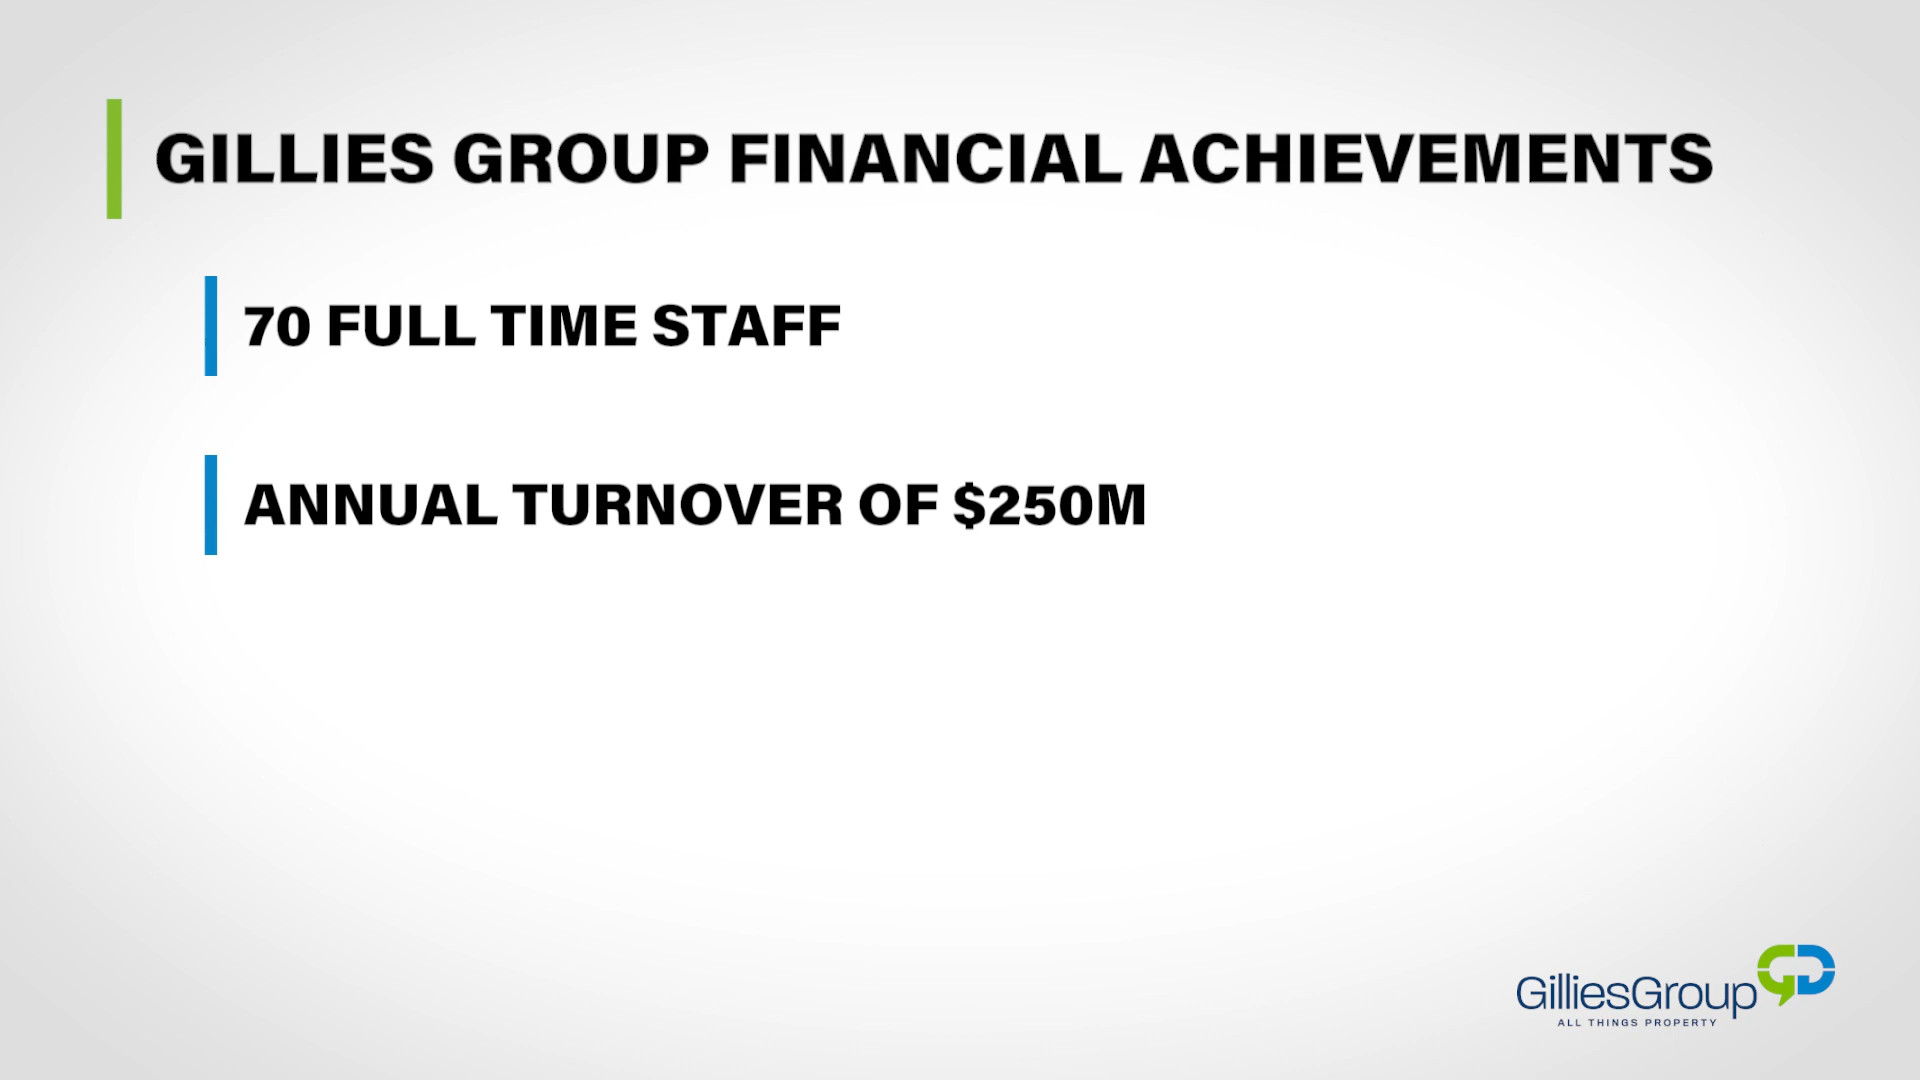 GILLIES GROUP FINANCIAL ACHIEVEMENTS
70 FULL TIME STAFF
ANNUAL TURNOVER OF $250M
GilliesGroup
ALL THINGS PROPERTY